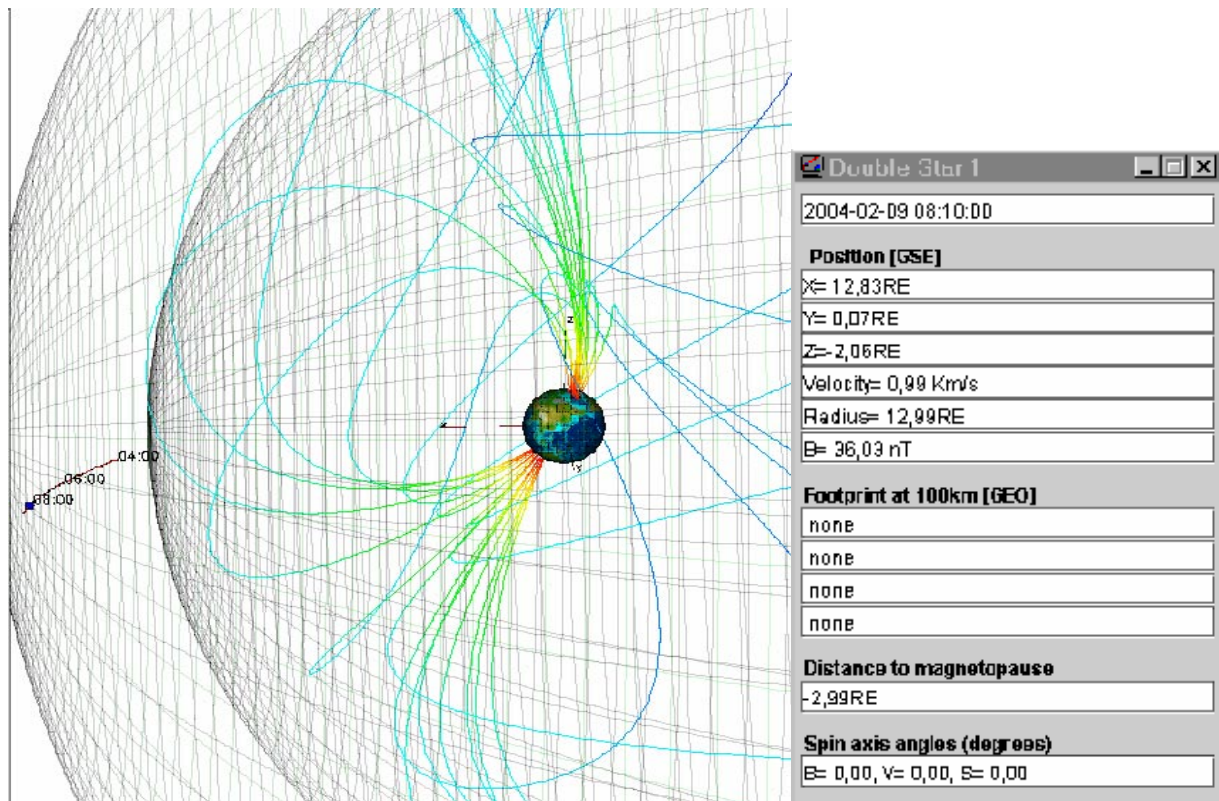 04:00
06:00
08:00
z
x
Y
Double Star 1
2004-02-09 08:10:00
Position [GSE]
X= 12,83RE
Y= 0,07RE
Z=-2,06RE
Velocity= 0,99 Km/s
Radius= 12,99RE
B= 36,03 nT
Footprint at 100km [GEO]
none
none
none
none
Distance to magnetopause
-2,99RE
Spin axis angles (degrees)
B= 0,00, V= 0,00, S= 0,00